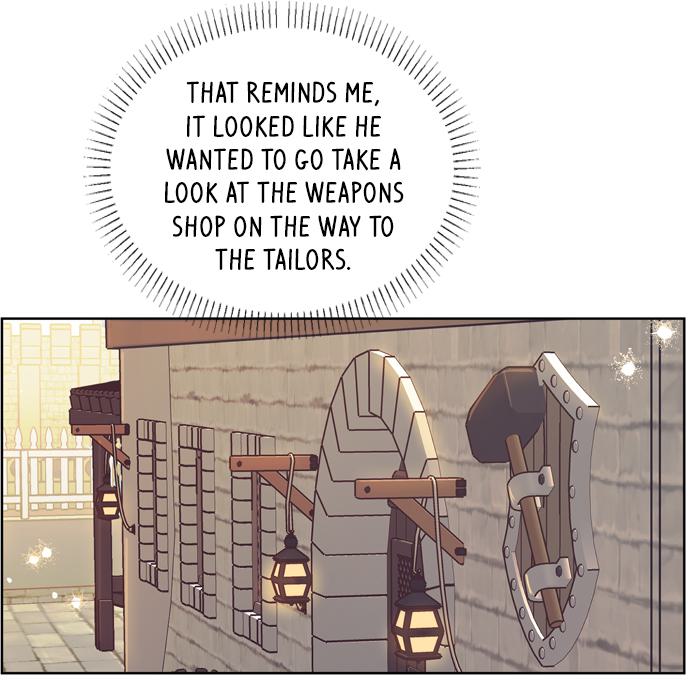 THAT REMINDS ME,
IT LOOKED LIKE HE
WANTED TO GO TAKE A
LOOK AT THE WEAPONS
SHOP ON THE WAY TO
THE TAILORS.